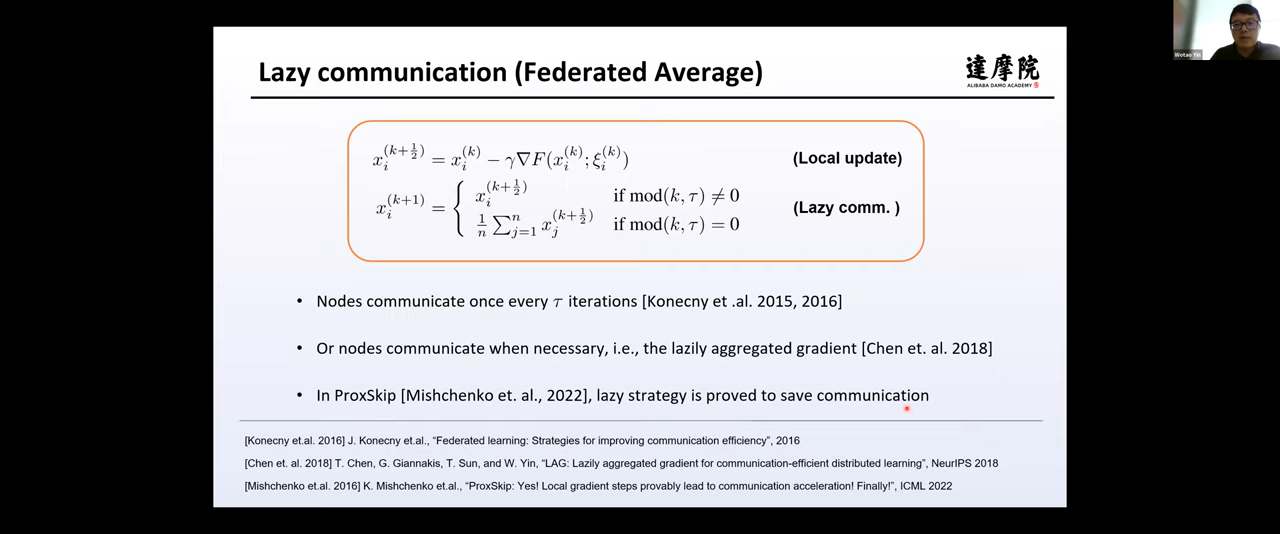 Lazy communication (Federated Average)
達摩院
ALIBABA DAMO ACADEMY
Wotao Yin
x_i^{(k+\frac{1}{2})} = x_i^{(k)} − γ∇F(x_i^{(k)}; ξ_i^{(k)}) (Local update)
x_i^{(k+1)} = { x_i^{(k+\frac{1}{2})} if mod(k, τ) ≠ 0
\frac{1}{n} ∑_{j=1}^{n} x_j^{(k+\frac{1}{2})} if mod(k, τ) = 0
(Lazy comm. )
• Nodes communicate once every τ iterations [Konecny et .al. 2015, 2016]
• Or nodes communicate when necessary, i.e., the lazily aggregated gradient [Chen et. al. 2018]
• In ProxSkip [Mishchenko et. al., 2022], lazy strategy is proved to save communication
[Konecny et.al. 2016] J. Konecny et.al., “Federated learning: Strategies for improving communication efficiency”, 2016
[Chen et. al. 2018] T. Chen, G. Giannakis, T. Sun, and W. Yin, “LAG: Lazily aggregated gradient for communication-efficient distributed learning”, NeurIPS 2018
[Mishchenko et.al. 2016] K. Mishchenko et.al., “ProxSkip: Yes! Local gradient steps provably lead to communication acceleration! Finally!”, ICML 2022